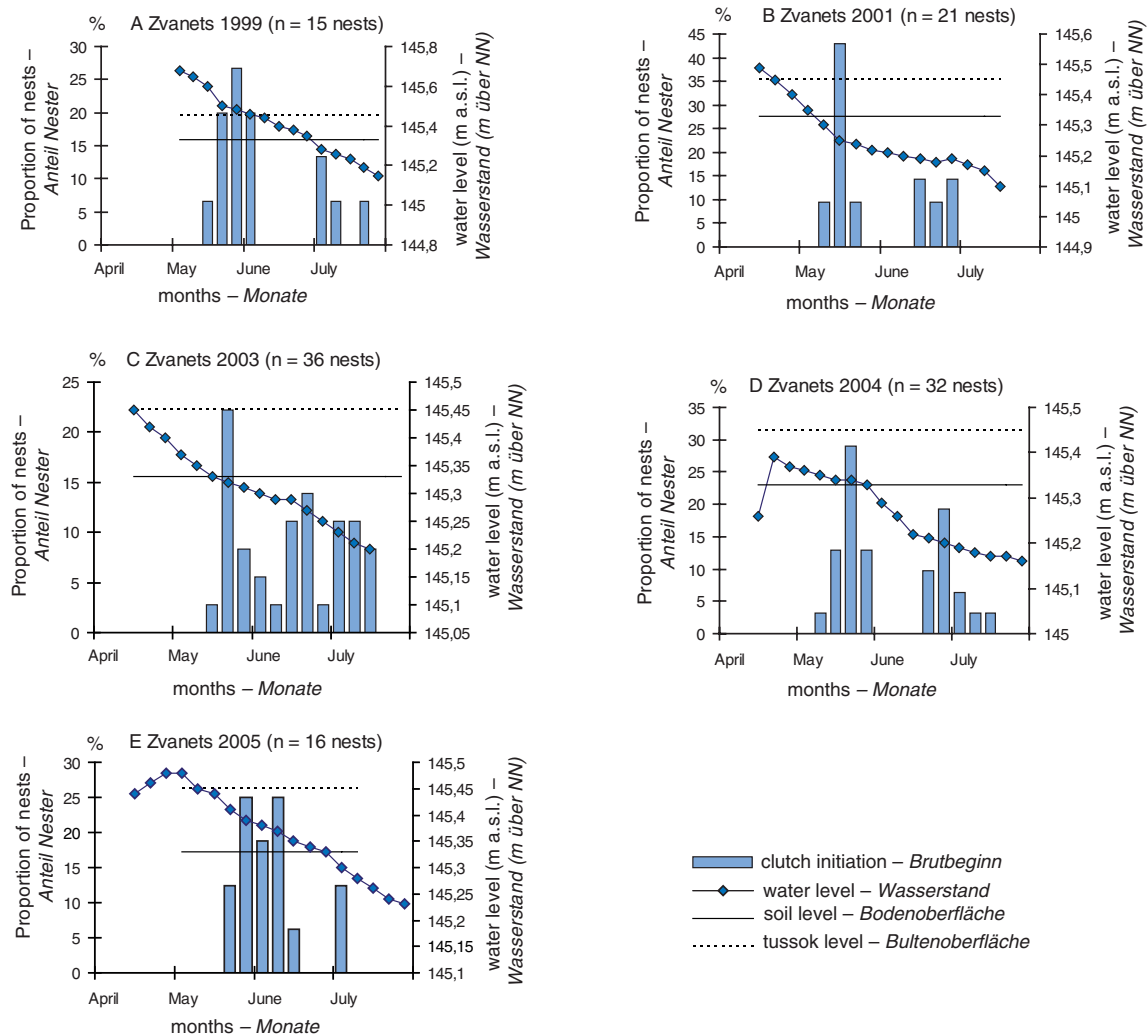 % A Zvanets 1999 (n = 15 nests)
Proportion of nests –
Anteil Nester
30
25
20
15
10
5
0
145,8
145,6
145,4
145,2
145
144,8
water level (m a.s.l.) –
Wasserstand (m über NN)
April May June July
months – Monate
% B Zvanets 2001 (n = 21 nests)
Proportion of nests –
Anteil Nester
45
40
35
30
25
20
15
10
5
0
145,6
145,5
145,4
145,3
145,2
145,1
145
144,9
water level (m a.s.l.) –
Wasserstand (m über NN)
April May June July
months – Monate
% C Zvanets 2003 (n = 36 nests)
Proportion of nests –
Anteil Nester
25
20
15
10
5
0
145,5
145,45
145,40
145,35
145,3
145,25
145,2
145,15
145,1
145,05
water level (m a.s.l.) –
Wasserstand (m über NN)
April May June July
months – Monate
% D Zvanets 2004 (n = 32 nests)
Proportion of nests –
Anteil Nester
35
30
25
20
15
10
5
0
145,5
145,4
145,3
145,2
145,1
145
water level (m a.s.l.) –
Wasserstand (m über NN)
April May June July
months – Monate
% E Zvanets 2005 (n = 16 nests)
Proportion of nests –
Anteil Nester
30
25
20
15
10
5
0
145,5
145,45
145,4
145,35
145,3
145,25
145,2
145,15
145,1
water level (m a.s.l.) –
Wasserstand (m über NN)
April May June July
months – Monate
clutch initiation – Brutbeginn
water level – Wasserstand
soil level – Bodenoberfläche
tussok level – Bultenoberfläche